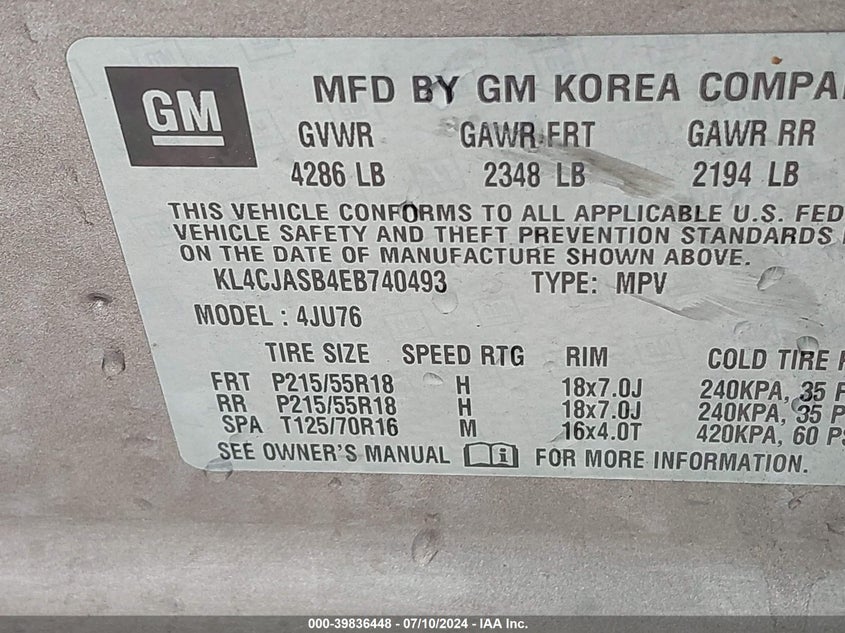 GM
MFD BY GM KOREA
GVWR GAWR FRT GAWR RR
4286 LB 2348 LB 2194 LB
THIS VEHICLE CONFORMS TO ALL APPLICABLE U.S.
VEHICLE SAFETY AND THEFT PREVENTION STANDARDS
ON THE DATE OF MANUFACTURE SHOWN ABOVE.
KL4CJASB4EB740493 TYPE: MPV
MODEL : 4JU76
TIRE SIZE SPEED RTG RIM COLD TIRE
FRT P215/55R18 H 18x7.0J 240KPA, 35
RR P215/55R18 H 18x7.0J 240KPA, 35
SPA T125/70R16 M 16x4.0T 420KPA, 60
SEE OWNER'S MANUAL i FOR MORE INFORMATION.
000-39836448 - 07/10/2024 - IAA Inc.